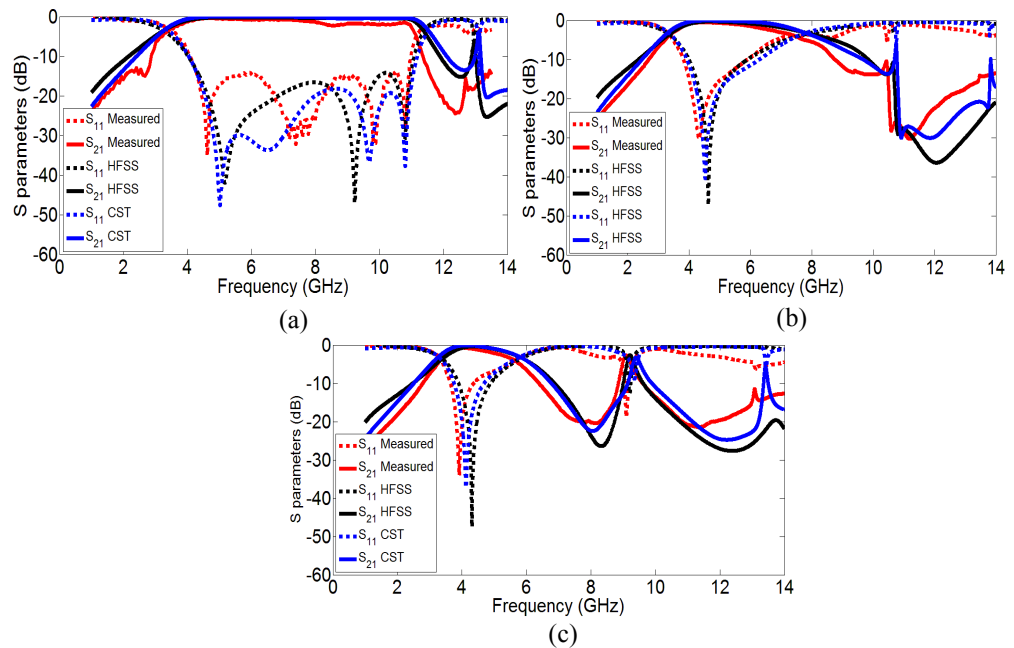 S parameters (dB)
0
-10
-20
-30
-40
-50
-60
S11 Measured
S21 Measured
S11 HFSS
S21 HFSS
S11 CST
S21 CST
0 2 4 6 8 10 12 14
Frequency (GHz)
(a)
S parameters (dB)
0
-10
-20
-30
-40
-50
-60
S11 Measured
S21 Measured
S11 HFSS
S21 HFSS
S11 HFSS
S21 HFSS
0 2 4 6 8 10 12 14
Frequency (GHz)
(b)
S parameters (dB)
0
-10
-20
-30
-40
-50
-60
S11 Measured
S21 Measured
S11 HFSS
S21 HFSS
S11 CST
S21 CST
0 2 4 6 8 10 12 14
Frequency (GHz)
(c)